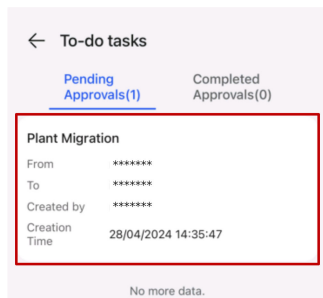 ← To-do tasks
Pending Completed
Approvals(1) Approvals(0)
Plant Migration
From *******
To *******
Created by *******
Creation
Time 28/04/2024 14:35:47
No more data.